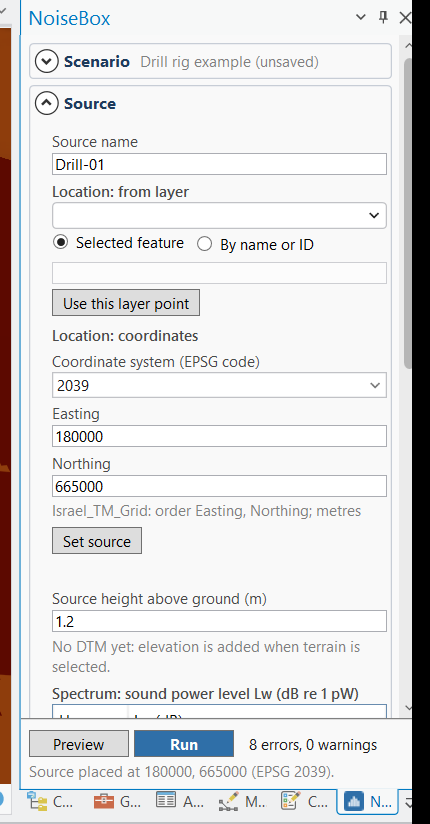 NoiseBox
Scenario Drill rig example (unsaved)
Source
Source name
Drill-01
Location: from layer
Selected feature By name or ID
Use this layer point
Location: coordinates
Coordinate system (EPSG code)
2039
Easting
180000
Northing
665000
Israel_TM_Grid: order Easting, Northing; metres
Set source
Source height above ground (m)
1.2
No DTM yet: elevation is added when terrain is
selected.
Spectrum: sound power level Lw (dB re 1 pW)
Preview Run 8 errors, 0 warnings
Source placed at 180000, 665000 (EPSG 2039).
C... G... A... M... C... N...